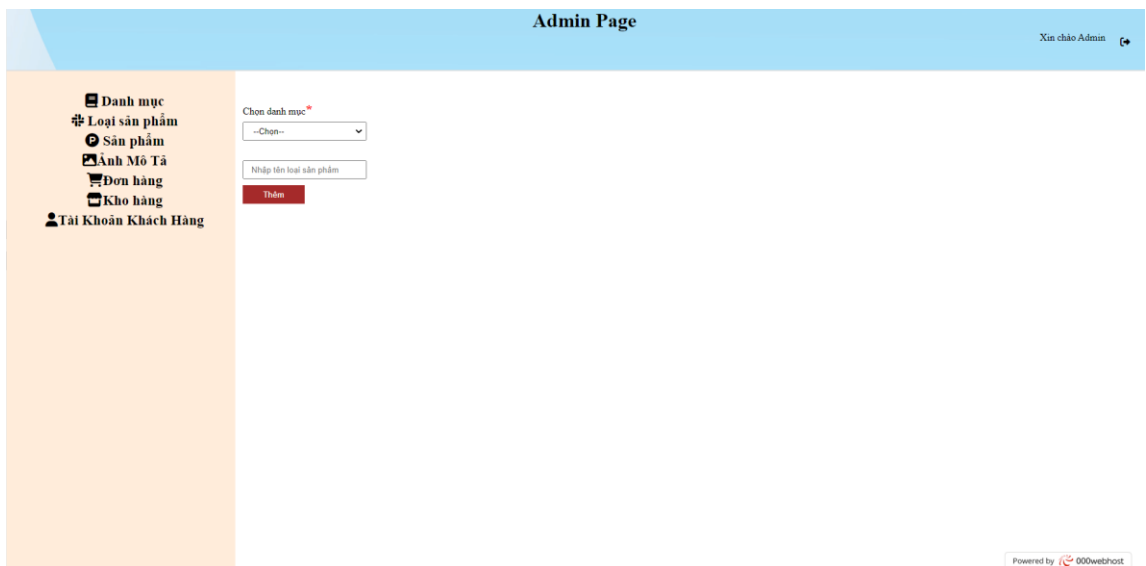 Admin Page
Xin chào Admin
Danh mục
Loại sản phẩm
Sản phẩm
Ảnh Mô Tả
Đơn hàng
Kho hàng
Tài Khoản Khách Hàng
Chọn danh mục*
--Chọn--
Nhập tên loại sản phẩm
Thêm
Powered by 000webhost